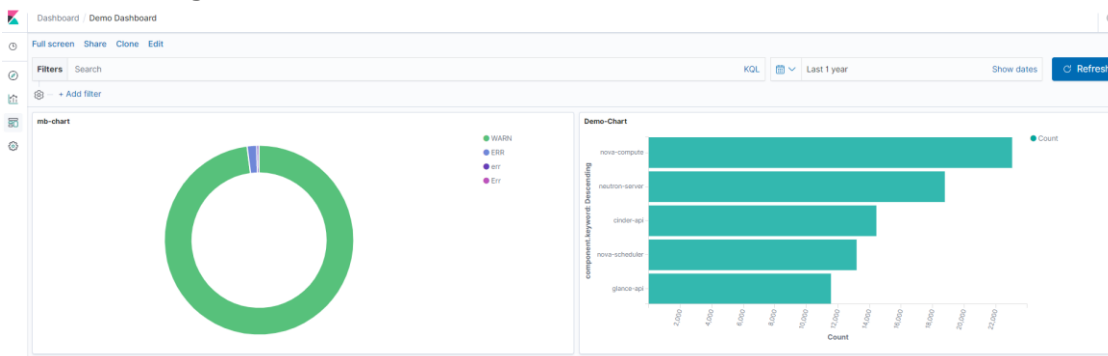 Dashboard / Demo Dashboard
Full screen Share Clone Edit
Filters Search KQL Last 1 year Show dates Refresh
+ Add filter
mb-chart
WARN
ERR
err
Err
Demo-Chart
Count
component.keyword: Descending
nova-compute
neutron-server
cinder-api
nova-scheduler
glance-api
2,000 4,000 6,000 8,000 10,000 12,000 14,000 16,000 18,000 20,000 22,000
Count